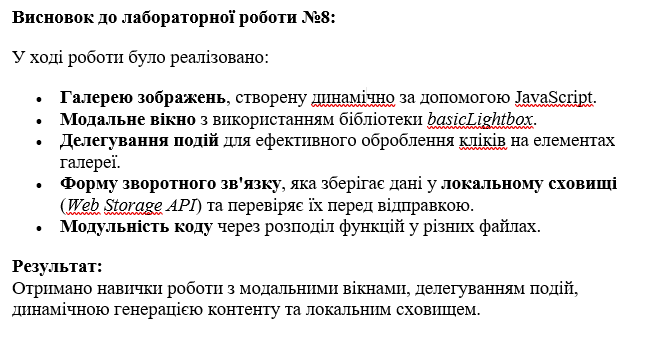 Висновок до лабораторної роботи №8:
У ході роботи було реалізовано:
• Галерею зображень, створену динамічно за допомогою JavaScript.
• Модальне вікно з використанням бібліотеки basicLightbox.
• Делегування подій для ефективного оброблення кліків на елементах
галереї.
• Форму зворотного зв'язку, яка зберігає дані у локальному сховищі
(Web Storage API) та перевіряє їх перед відправкою.
• Модульність коду через розподіл функцій у різних файлах.
Результат:
Отримано навички роботи з модальними вікнами, делегуванням подій,
динамічною генерацією контенту та локальним сховищем.